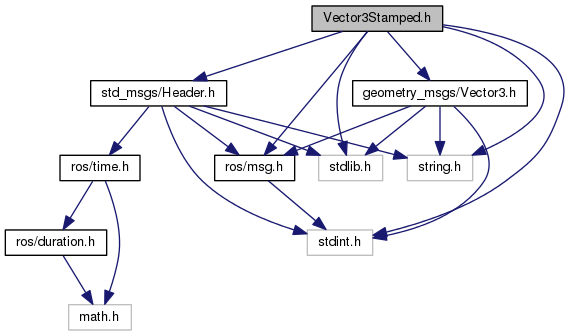 Vector3Stamped.h
std_msgs/Header.h
geometry_msgs/Vector3.h
ros/time.h
ros/msg.h
stdlib.h
string.h
ros/duration.h
stdint.h
math.h